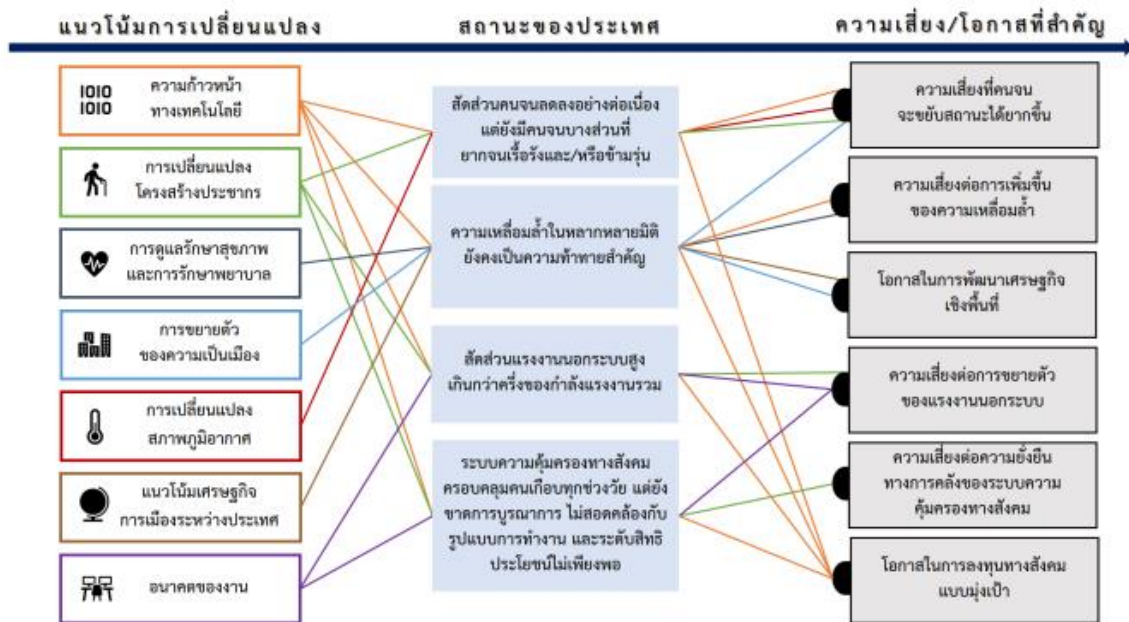 แนวโน้มการเปลี่ยนแปลง
สถานะของประเทศ
ความเสี่ยง/โอกาสที่สำคัญ
1010
1010
ความก้าวหน้า
ทางเทคโนโลยี
การเปลี่ยนแปลง
โครงสร้างประชากร
การดูแลรักษาสุขภาพ
และการรักษาพยาบาล
การขยายตัว
ของความเป็นเมือง
การเปลี่ยนแปลง
สภาพภูมิอากาศ
แนวโน้มเศรษฐกิจ
การเมืองระหว่างประเทศ
อนาคตของงาน
สัดส่วนคนจนลดลงอย่างต่อเนื่อง
แต่ยังมีคนจนบางส่วนที่
ยากจนเรื้อรังและ/หรือข้ามรุ่น
ความเหลื่อมล้ำในหลากหลายมิติ
ยังคงเป็นความท้าทายสำคัญ
สัดส่วนแรงงานนอกระบบสูง
เกินกว่าครึ่งของกำลังแรงงานรวม
ระบบความคุ้มครองทางสังคม
ครอบคลุมคนเกือบทุกช่วงวัย แต่ยัง
ขาดการบูรณาการ ไม่สอดคล้องกับ
รูปแบบการทำงาน และระดับสิทธิ
ประโยชน์ไม่เพียงพอ
ความเสี่ยงที่คนจน
จะขยับสถานะได้ยากขึ้น
ความเสี่ยงต่อการเพิ่มขึ้น
ของความเหลื่อมล้ำ
โอกาสในการพัฒนาเศรษฐกิจ
เชิงพื้นที่
ความเสี่ยงต่อการขยายตัว
ของแรงงานนอกระบบ
ความเสี่ยงต่อความยั่งยืน
ทางการคลังของระบบความ
คุ้มครองทางสังคม
โอกาสในการลงทุนทางสังคม
แบบมุ่งเป้า